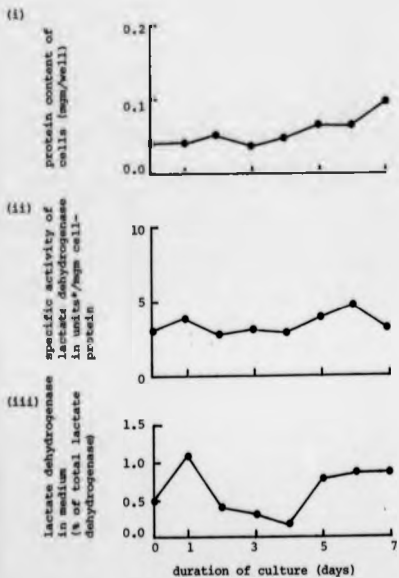 (i)
protein content of
cells (mgm/well)
0.2
0.1
0.0
(ii)
specific activity of
lactate dehydrogenase
in units*/mgm cell-
protein
10
5
0
(iii)
lactate dehydrogenase
in medium
(% of total lactate
dehydrogenase)
1.5
1.0
0.5
0.0
0 1 3 5 7
duration of culture (days)